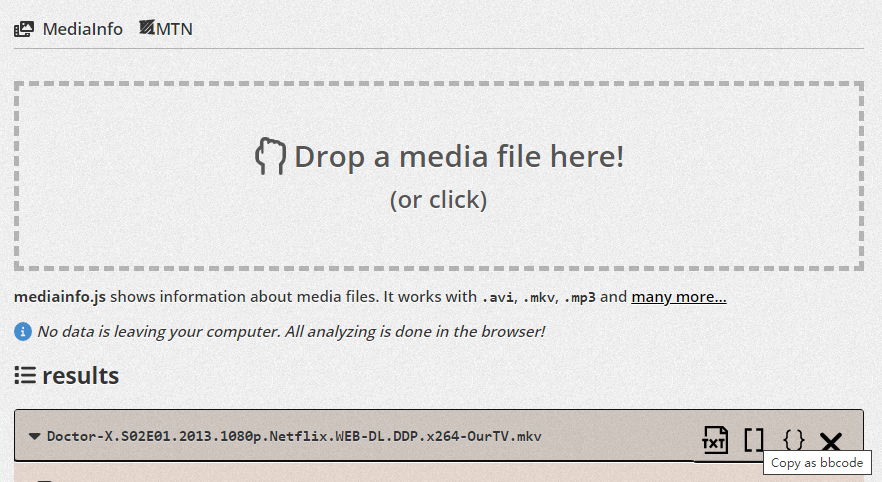 MediaInfo MTN
Drop a media file here!
(or click)
mediainfo.js shows information about media files. It works with .avi, .mkv, .mp3 and many more...
No data is leaving your computer. All analyzing is done in the browser!
results
Doctor-X.S02E01.2013.1080p.Netflix.WEB-DL.DDP.x264-OurTV.mkv
TXT [] {}
Copy as bbcode